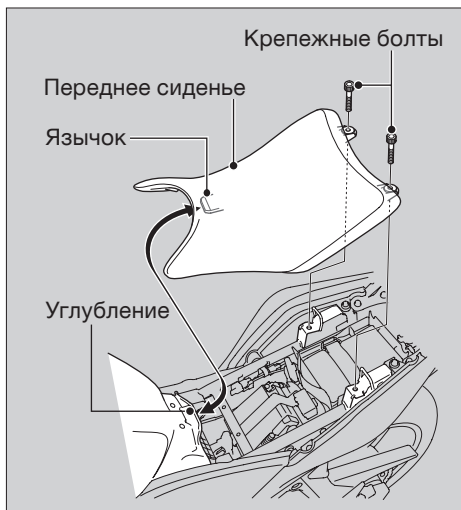 Крепежные болты
Переднее сиденье
Язычок
Углубление